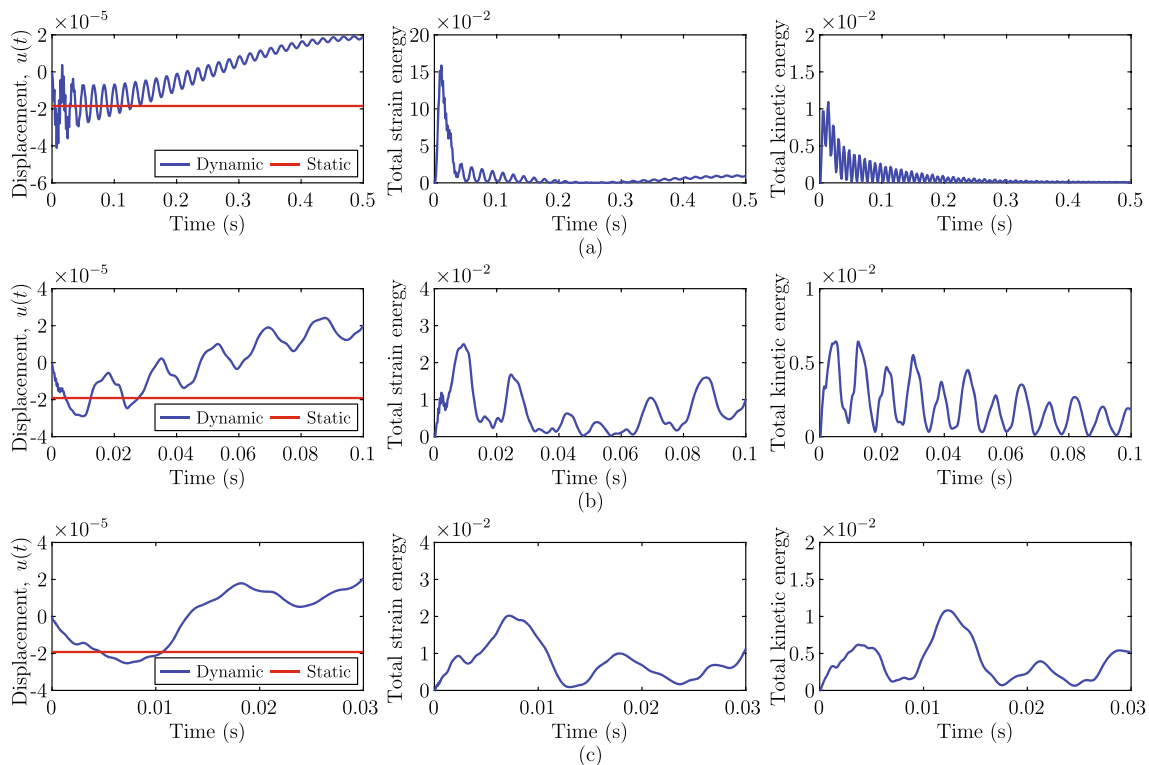 ×10⁻⁵
Displacement, u(t)
2
0
-2
-4
-6
0 0.1 0.2 0.3 0.4 0.5
Time (s)
Dynamic Static
×10⁻²
Total strain energy
20
15
10
5
0
0 0.1 0.2 0.3 0.4 0.5
Time (s)
×10⁻²
Total kinetic energy
2
1.5
1
0.5
0
0 0.1 0.2 0.3 0.4 0.5
Time (s)
(a)
×10⁻⁵
Displacement, u(t)
4
2
0
-2
-4
0 0.02 0.04 0.06 0.08 0.1
Time (s)
Dynamic Static
×10⁻²
Total strain energy
4
3
2
1
0
0 0.02 0.04 0.06 0.08 0.1
Time (s)
×10⁻²
Total kinetic energy
1
0.5
0
0 0.02 0.04 0.06 0.08 0.1
Time (s)
(b)
×10⁻⁵
Displacement, u(t)
4
2
0
-2
-4
0 0.01 0.02 0.03
Time (s)
Dynamic Static
×10⁻²
Total strain energy
4
3
2
1
0
0 0.01 0.02 0.03
Time (s)
×10⁻²
Total kinetic energy
2
1.5
1
0.5
0
0 0.01 0.02 0.03
Time (s)
(c)